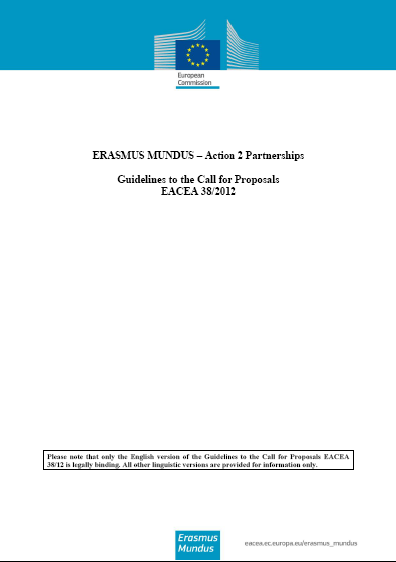 European
Commission
ERASMUS MUNDUS – Action 2 Partnerships
Guidelines to the Call for Proposals
EACEA 38/2012
Please note that only the English version of the Guidelines to the Call for Proposals EACEA
38/12 is legally binding. All other linguistic versions are provided for information only.
Erasmus
Mundus
eacea.ec.europa.eu/erasmus_mundus